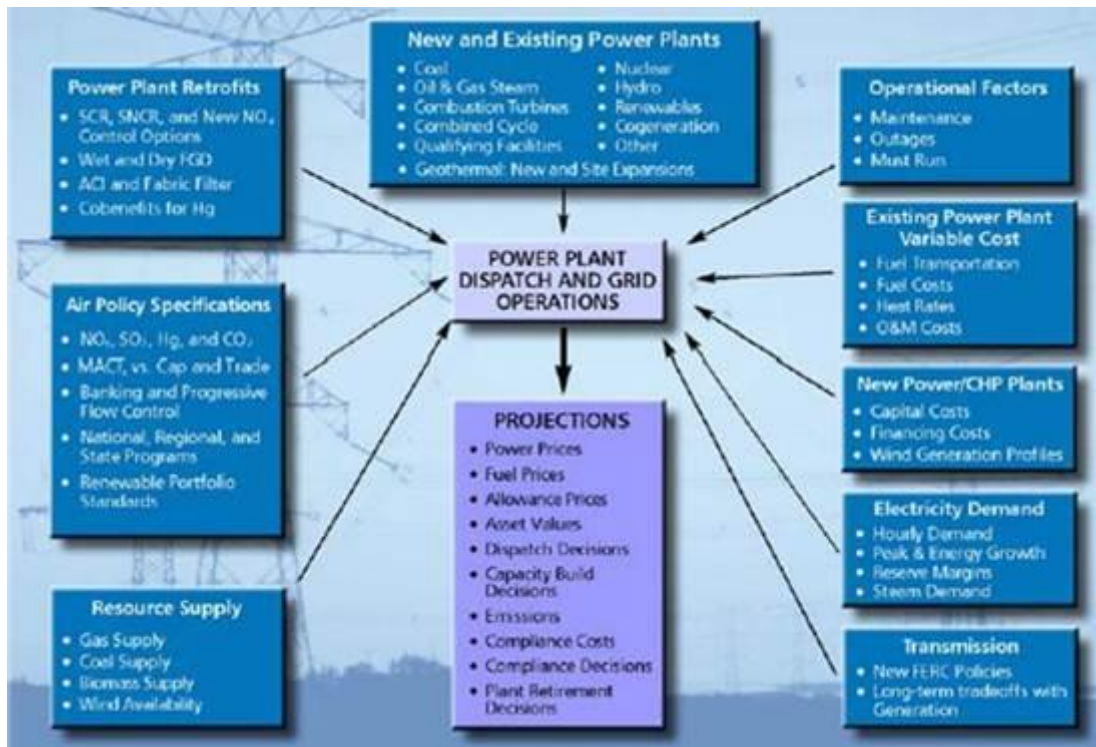 New and Existing Power Plants
• Coal
• Oil & Gas Steam
• Combustion Turbines
• Combined Cycle
• Qualifying Facilities
• Nuclear
• Hydro
• Renewables
• Cogeneration
• Other
• Geothermal: New and Site Expansions
Power Plant Retrofits
• SCR, SNCR, and New NOₓ
Control Options
• Wet and Dry FGD
• ACI and Fabric Filter
• Cobenefits for Hg
Air Policy Specifications
• NOₓ, SO₂, Hg, and CO₂
• MACT, vs. Cap and Trade
• Banking and Progressive
Flow Control
• National, Regional, and
State Programs
• Renewable Portfolio
Standards
Resource Supply
• Gas Supply
• Coal Supply
• Biomass Supply
• Wind Availability
POWER PLANT
DISPATCH AND GRID
OPERATIONS
PROJECTIONS
• Power Prices
• Fuel Prices
• Allowance Prices
• Asset Values
• Dispatch Decisions
• Capacity Build
Decisions
• Emissions
• Compliance Costs
• Compliance Decisions
• Plant Retirement
Decisions
Operational Factors
• Maintenance
• Outages
• Must Run
Existing Power Plant
Variable Cost
• Fuel Transportation
• Fuel Costs
• Heat Rates
• O&M Costs
New Power/CHP Plants
• Capital Costs
• Financing Costs
• Wind Generation Profiles
Electricity Demand
• Hourly Demand
• Peak & Energy Growth
• Reserve Margins
• Steam Demand
Transmission
• New FERC Policies
• Long-term tradeoffs with
Generation